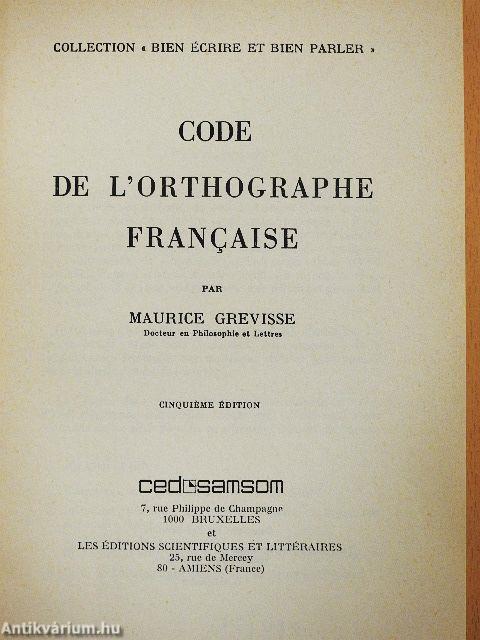 COLLECTION « BIEN ÉCRIRE ET BIEN PARLER »
CODE
DE L'ORTHOGRAPHE
FRANÇAISE
PAR
MAURICE GREVISSE
Docteur en Philosophie et Lettres
CINQUIÈME ÉDITION
ced samsom
7, rue Philippe de Champagne
1000 BRUXELLES
et
LES ÉDITIONS SCIENTIFIQUES ET LITTÉRAIRES
25, rue de Mercey
80 - AMIENS (France)
Antikvárium.hu